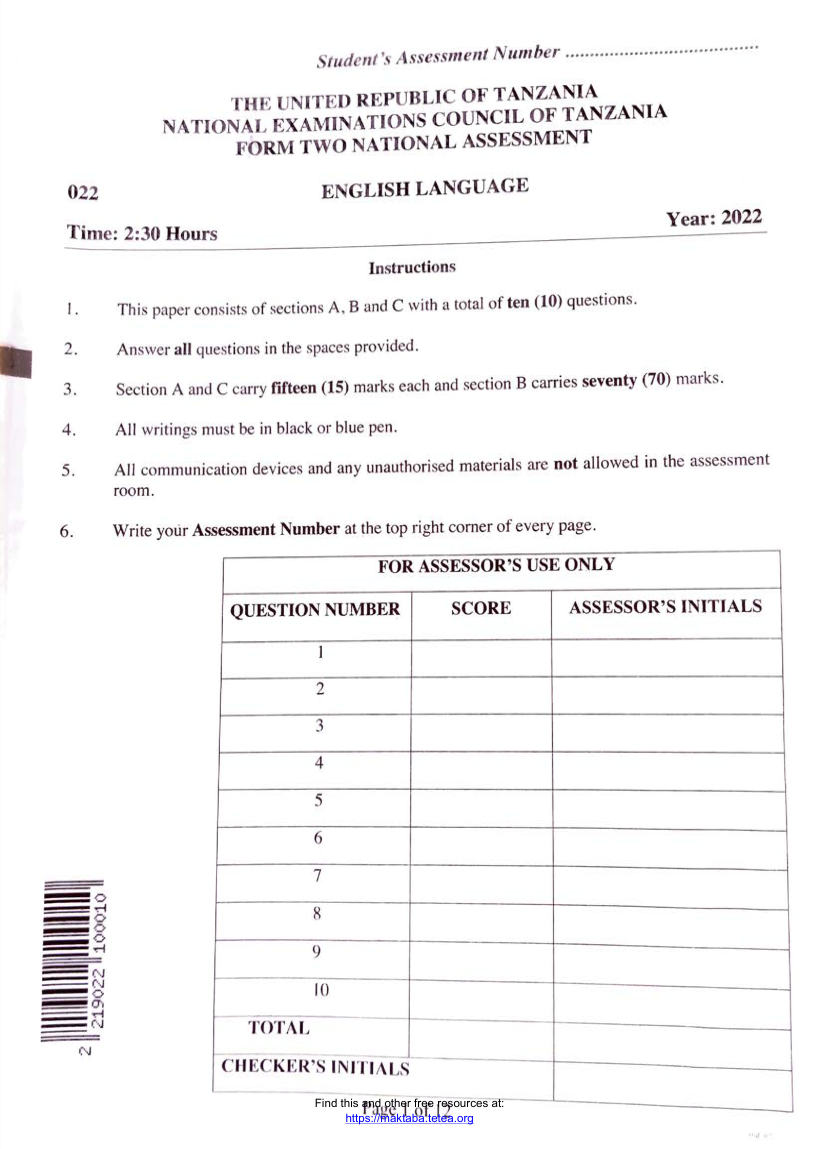 Student's Assessment Number ......................................
THE UNITED REPUBLIC OF TANZANIA
NATIONAL EXAMINATIONS COUNCIL OF TANZANIA
FORM TWO NATIONAL ASSESSMENT
022 ENGLISH LANGUAGE
Time: 2:30 Hours Year: 2022
Instructions
1. This paper consists of sections A, B and C with a total of ten (10) questions.
2. Answer all questions in the spaces provided.
3. Section A and C carry fifteen (15) marks each and section B carries seventy (70) marks.
4. All writings must be in black or blue pen.
5. All communication devices and any unauthorised materials are not allowed in the assessment
room.
6. Write your Assessment Number at the top right corner of every page.
FOR ASSESSOR'S USE ONLY
QUESTION NUMBER SCORE ASSESSOR'S INITIALS
1
2
3
4
5
6
7
8
9
10
TOTAL
CHECKER'S INITIALS
2 219022 100010
Page 1 of 12
Find this and other free resources at:
https://maktaba.tetea.org